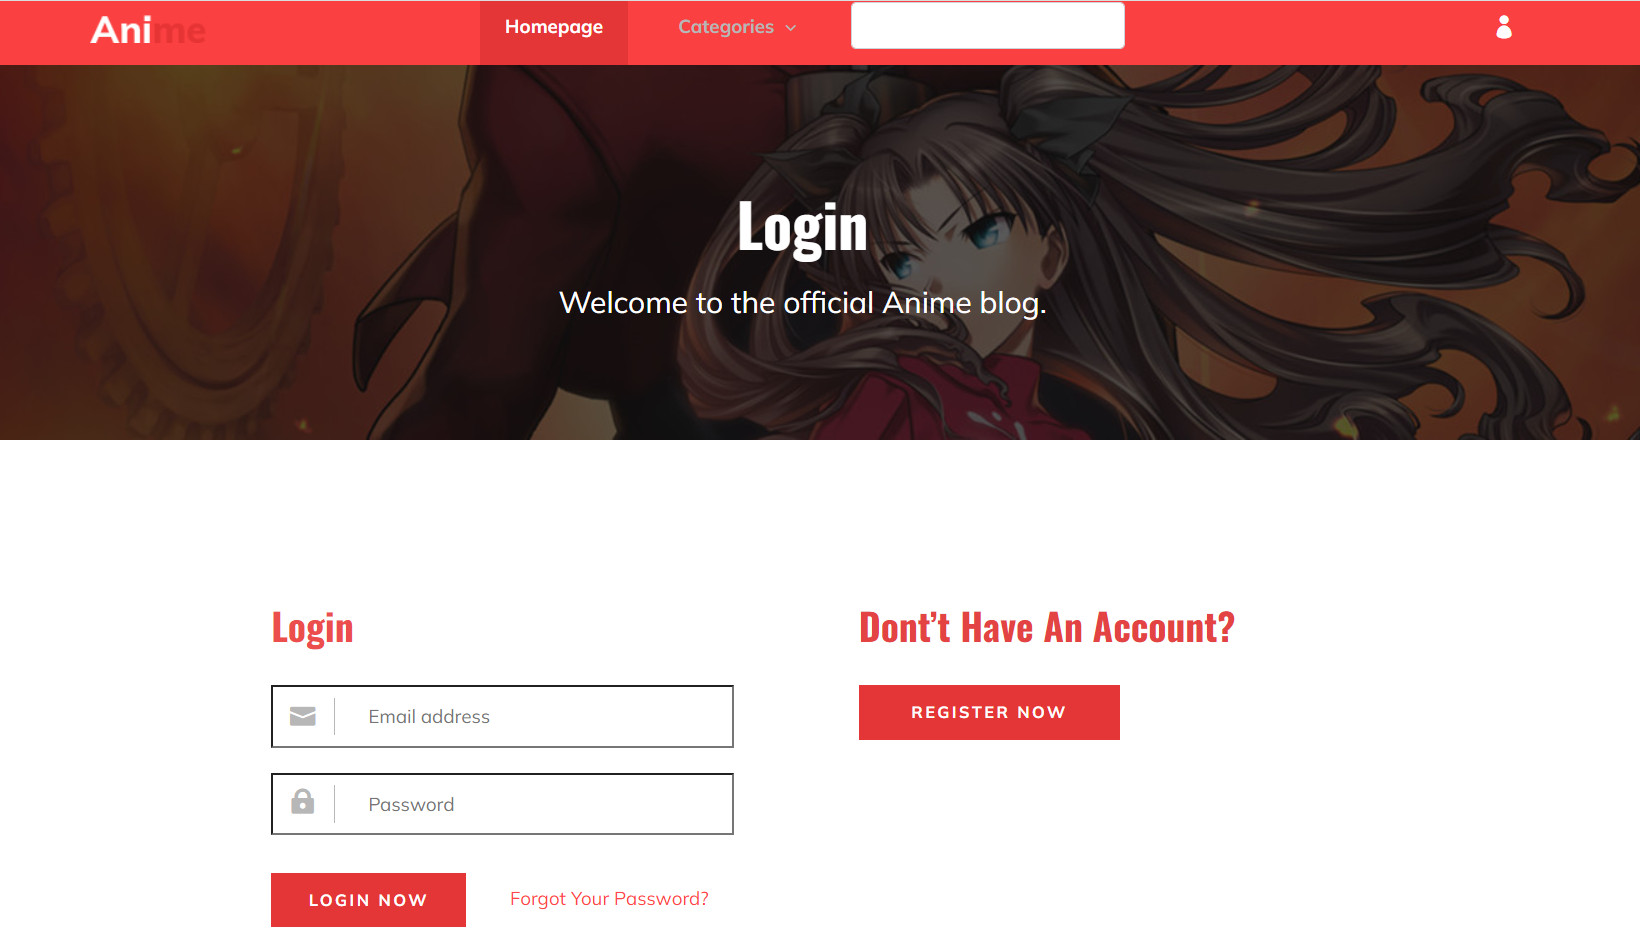 Anime
Homepage
Categories
Login
Welcome to the official Anime blog.
Login
Email address
Password
LOGIN NOW
Forgot Your Password?
Dont’t Have An Account?
REGISTER NOW